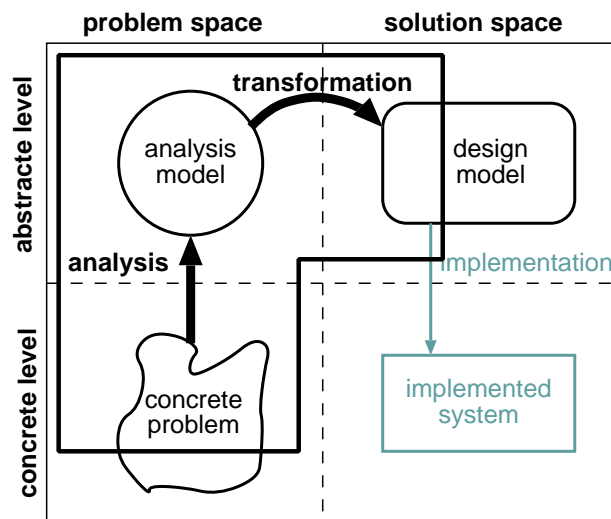 problem space
solution space
abstracte level
transformation
analysis
model
design
model
analysis
implementation
concrete level
concrete
problem
implemented
system